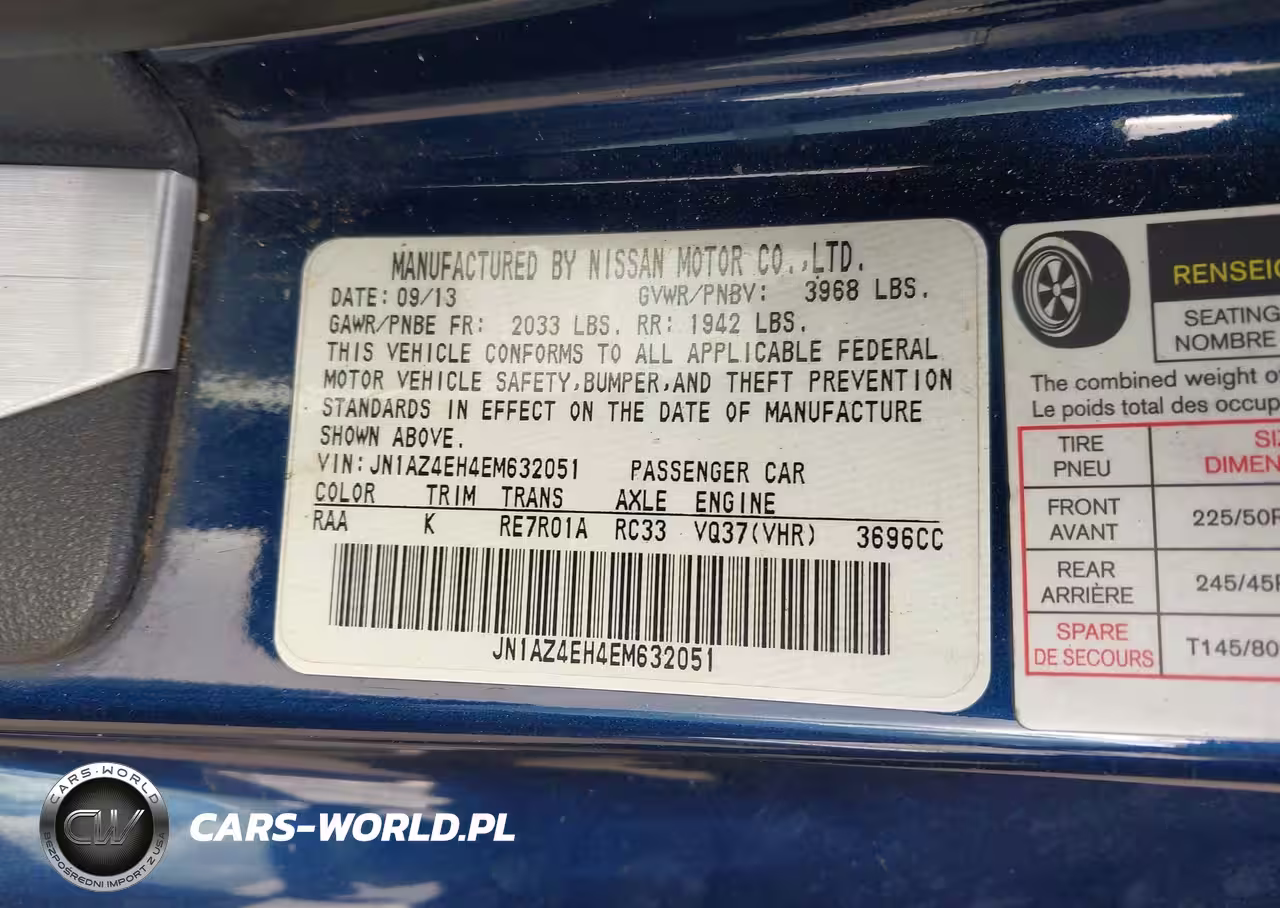 MANUFACTURED BY NISSAN MOTOR CO.,LTD.
DATE: 09/13 GVWR/PNBV: 3968 LBS.
GAWR/PNBE FR: 2033 LBS. RR: 1942 LBS.
THIS VEHICLE CONFORMS TO ALL APPLICABLE FEDERAL
MOTOR VEHICLE SAFETY,BUMPER,AND THEFT PREVENTION
STANDARDS IN EFFECT ON THE DATE OF MANUFACTURE
SHOWN ABOVE.
VIN:JN1AZ4EH4EM632051 PASSENGER CAR
COLOR TRIM TRANS AXLE ENGINE
RAA K RE7R01A RC33 VQ37(VHR) 3696CC
JN1AZ4EH4EM632051
RENSEIG
SEATING
NOMBRE
The combined weight of
Le poids total des occup
TIRE
PNEU
SIZ
DIMEN
FRONT
AVANT
225/50R
REAR
ARRIÈRE
245/45R
SPARE
DE SECOURS
T145/80
CARS-WORLD
CW
BEZPOŚREDNI IMPORT Z USA
CARS-WORLD.PL